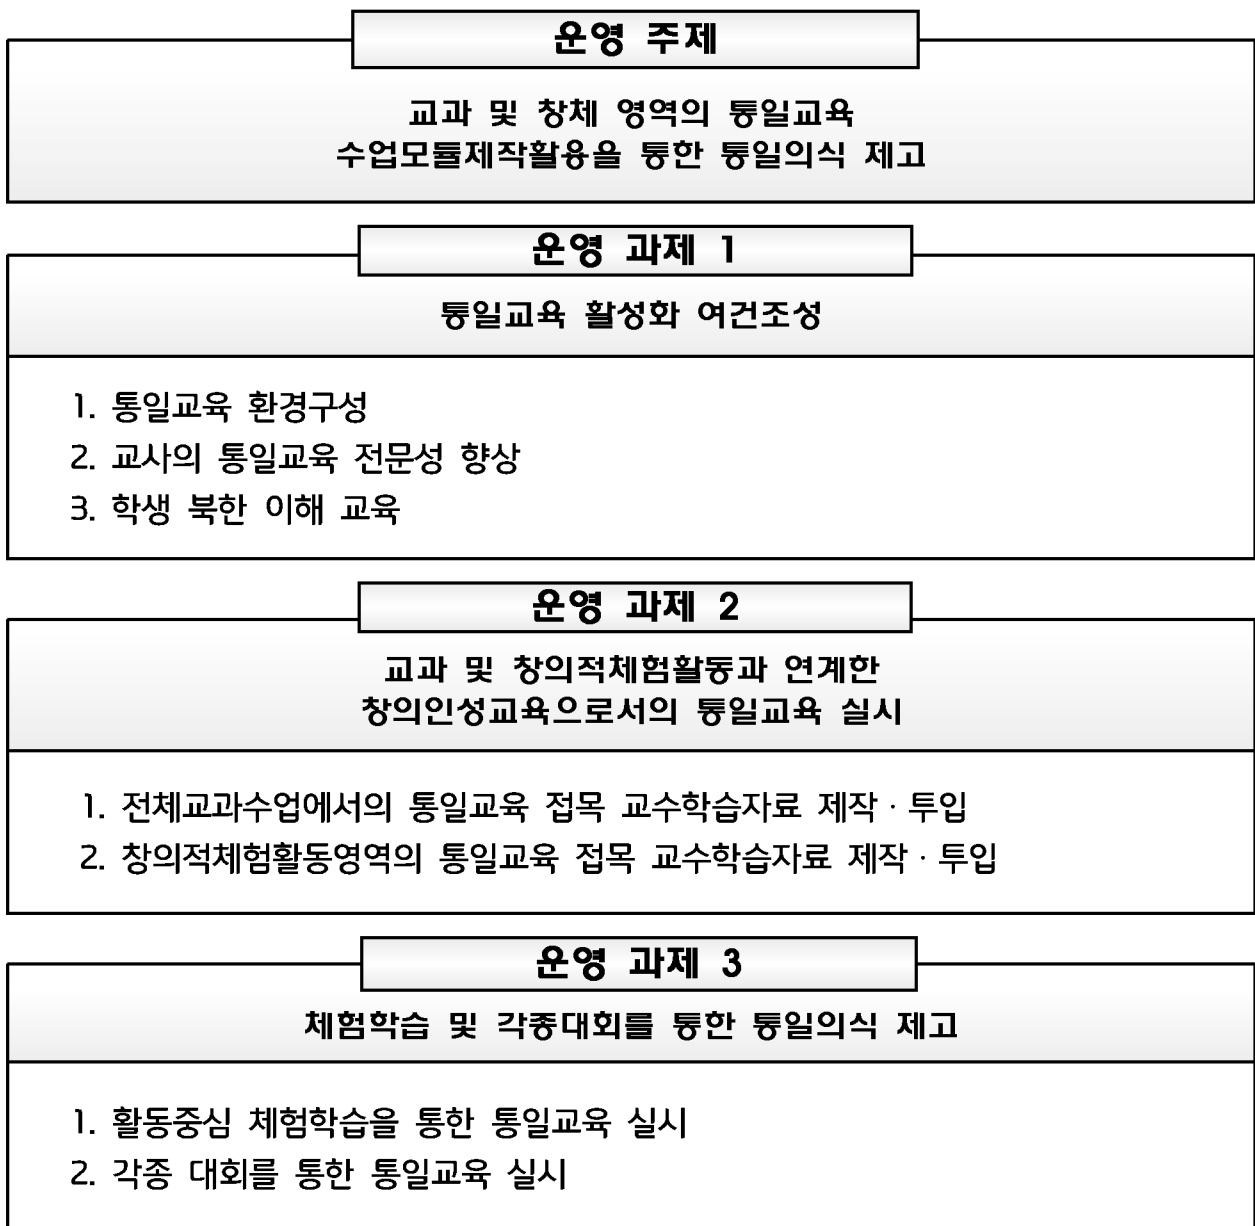 운영 주제
교과 및 창체 영역의 통일교육
수업모듈제작활용을 통한 통일의식 제고
운영 과제 1
통일교육 활성화 여건조성
1. 통일교육 환경구성
2. 교사의 통일교육 전문성 향상
3. 학생 북한 이해 교육
운영 과제 2
교과 및 창의적체험활동과 연계한
창의인성교육으로서의 통일교육 실시
1. 전체교과수업에서의 통일교육 접목 교수학습자료 제작·투입
2. 창의적체험활동영역의 통일교육 접목 교수학습자료 제작·투입
운영 과제 3
체험학습 및 각종대회를 통한 통일의식 제고
1. 활동중심 체험학습을 통한 통일교육 실시
2. 각종 대회를 통한 통일교육 실시